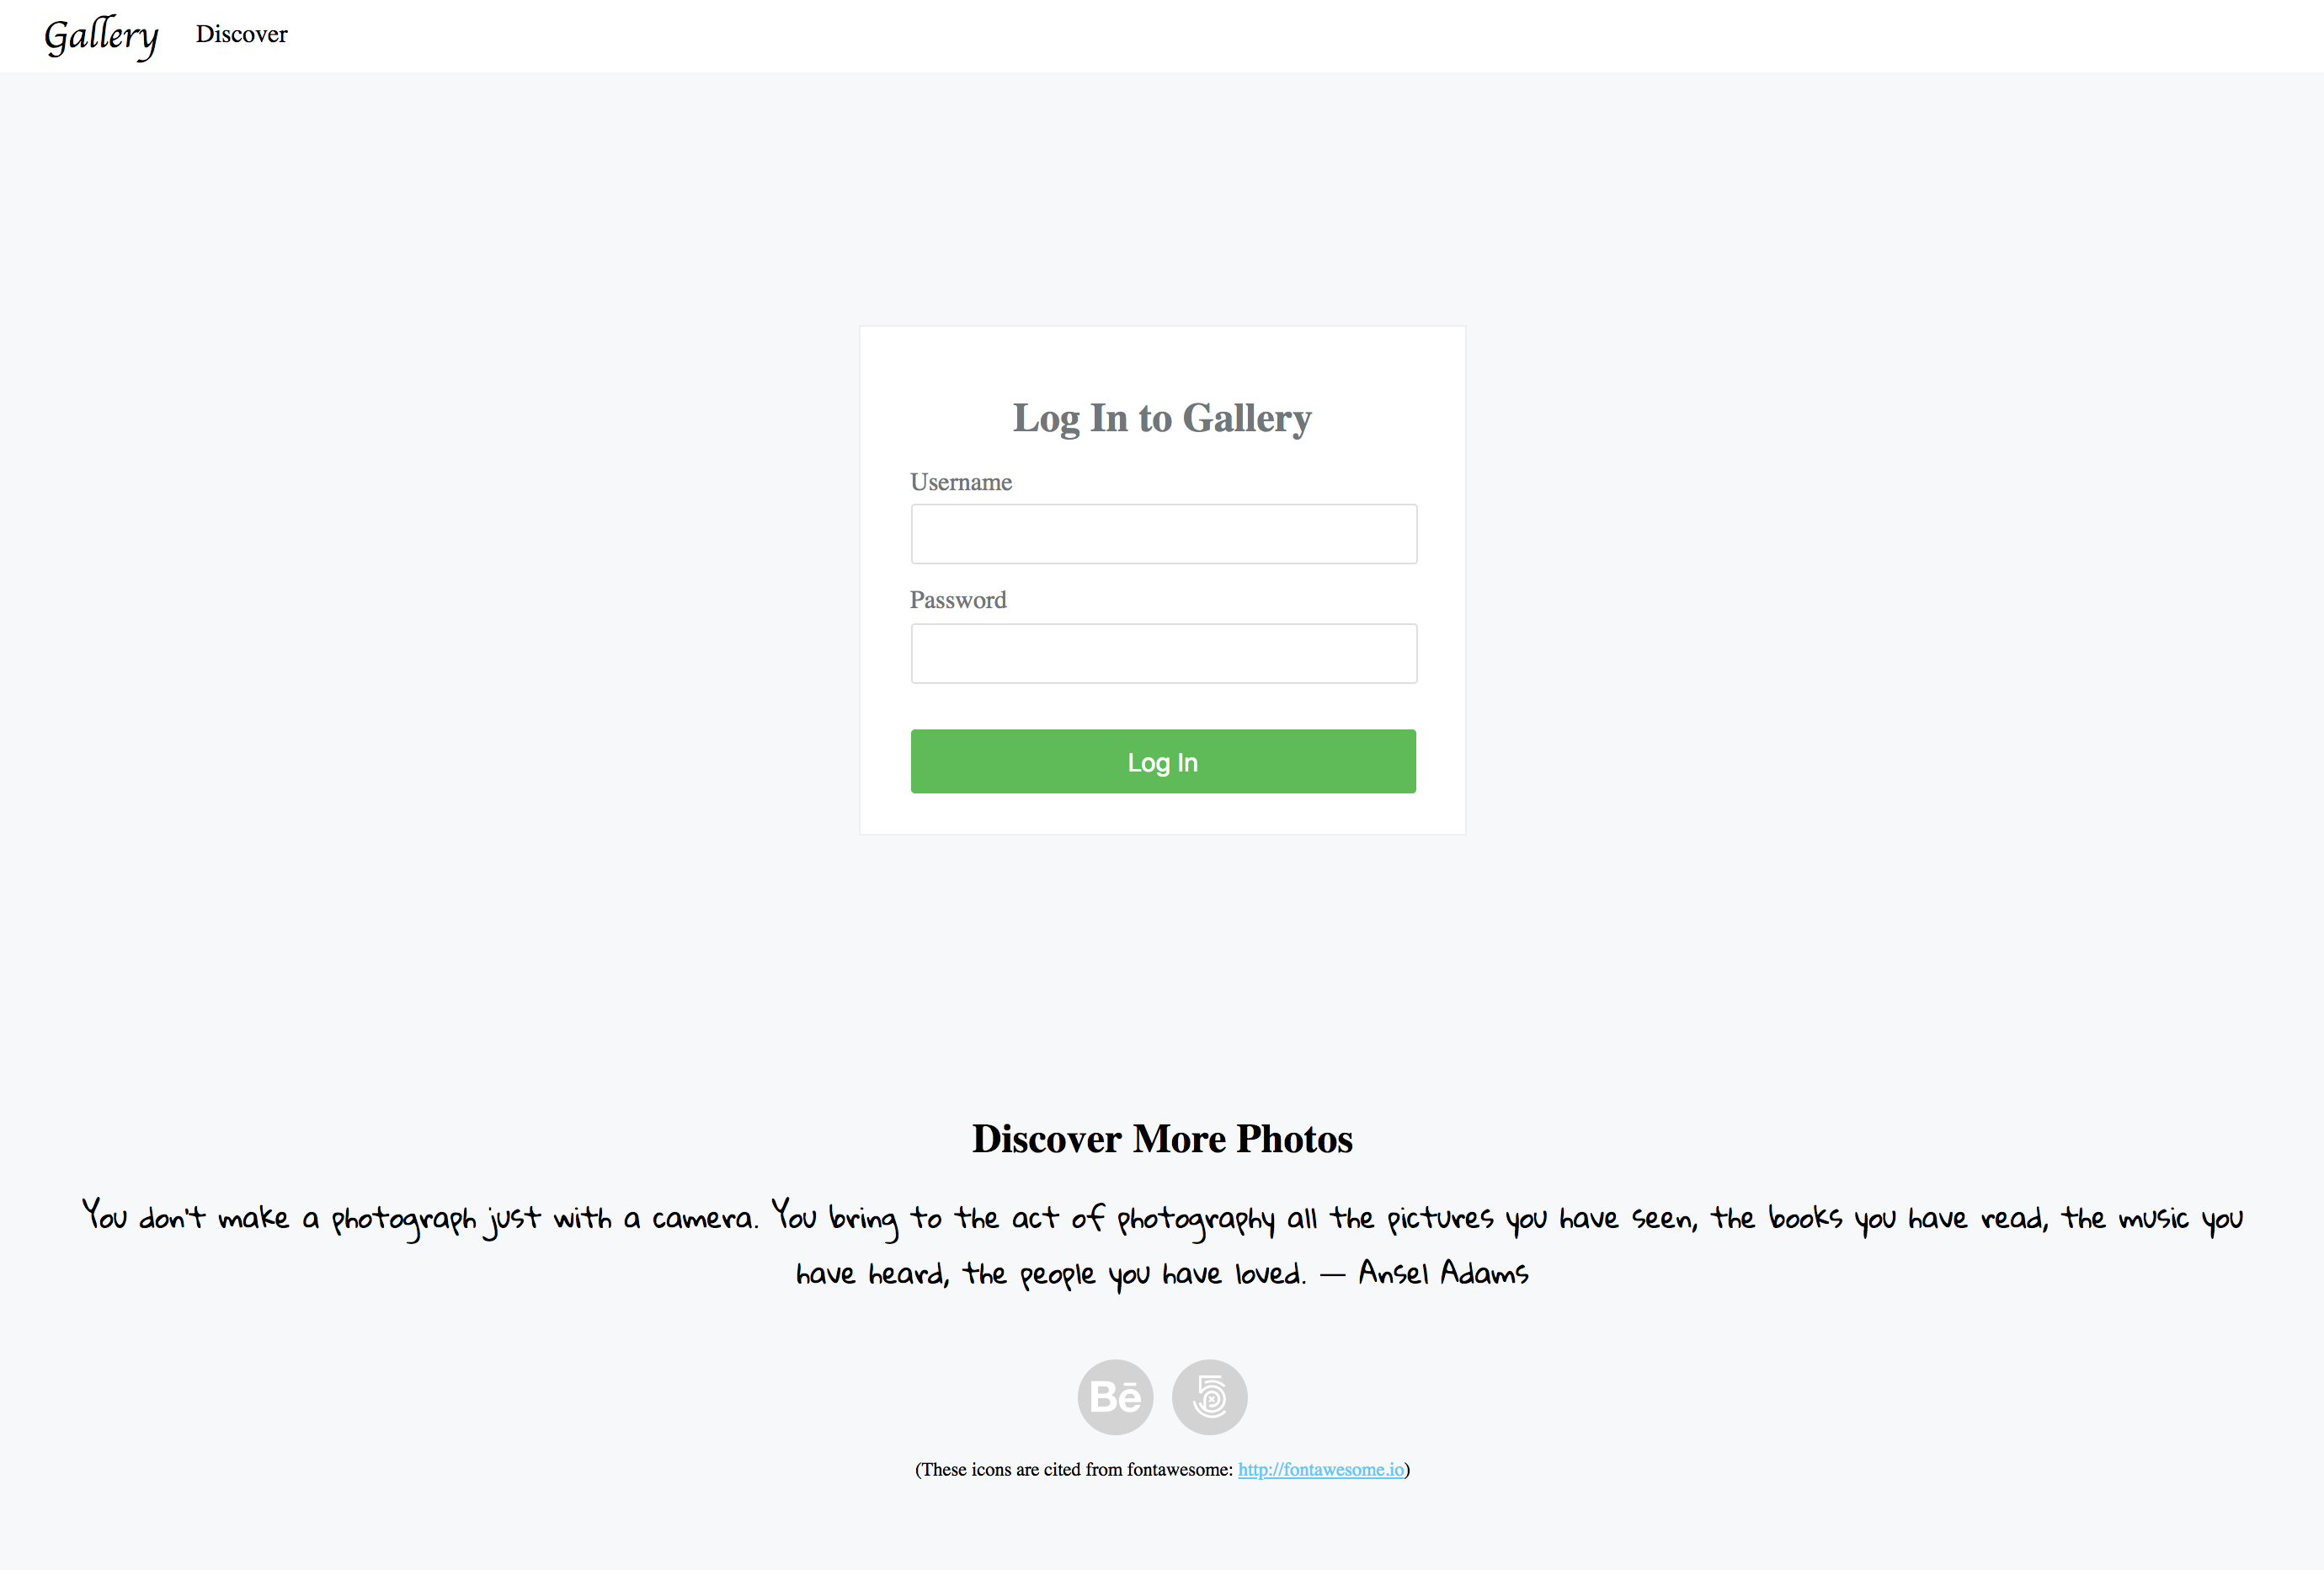 Gallery Discover
Log In to Gallery
Username
Password
Log In
Discover More Photos
You don't make a photograph just with a camera. You bring to the act of photography all the pictures you have seen, the books you have read, the music you
have heard, the people you have loved. — Ansel Adams
Bē 5
(These icons are cited from fontawesome: http://fontawesome.io)